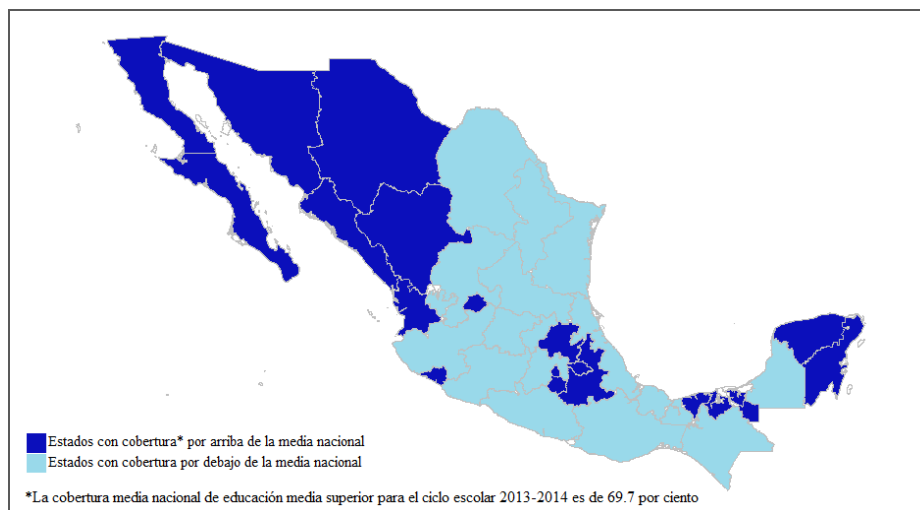 Estados con cobertura* por arriba de la media nacional
Estados con cobertura por debajo de la media nacional
*La cobertura media nacional de educación media superior para el ciclo escolar 2013-2014 es de 69.7 por ciento